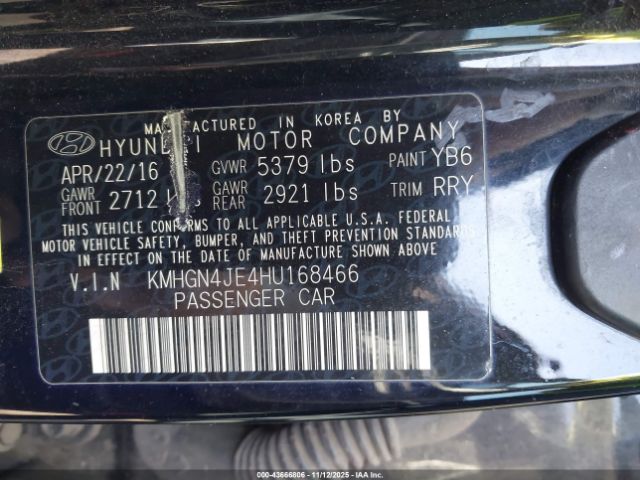 MANUFACTURED IN KOREA BY
HYUNDAI MOTOR COMPANY
APR/22/16 GVWR 5379 lbs PAINT YB6
GAWR FRONT 2712 lbs GAWR REAR 2921 lbs TRIM RRY
THIS VEHICLE CONFORMS TO ALL APPLICABLE U.S.A. FEDERAL
MOTOR VEHICLE SAFETY, BUMPER, AND THEFT PREVENTION STANDARDS
IN EFFECT ON THE DATE OF MANUFACTURE SHOWN ABOVE.
V.I.N KMHGN4JE4HU168466
PASSENGER CAR
000-43666806 - 11/12/2025 - IAAI.COM